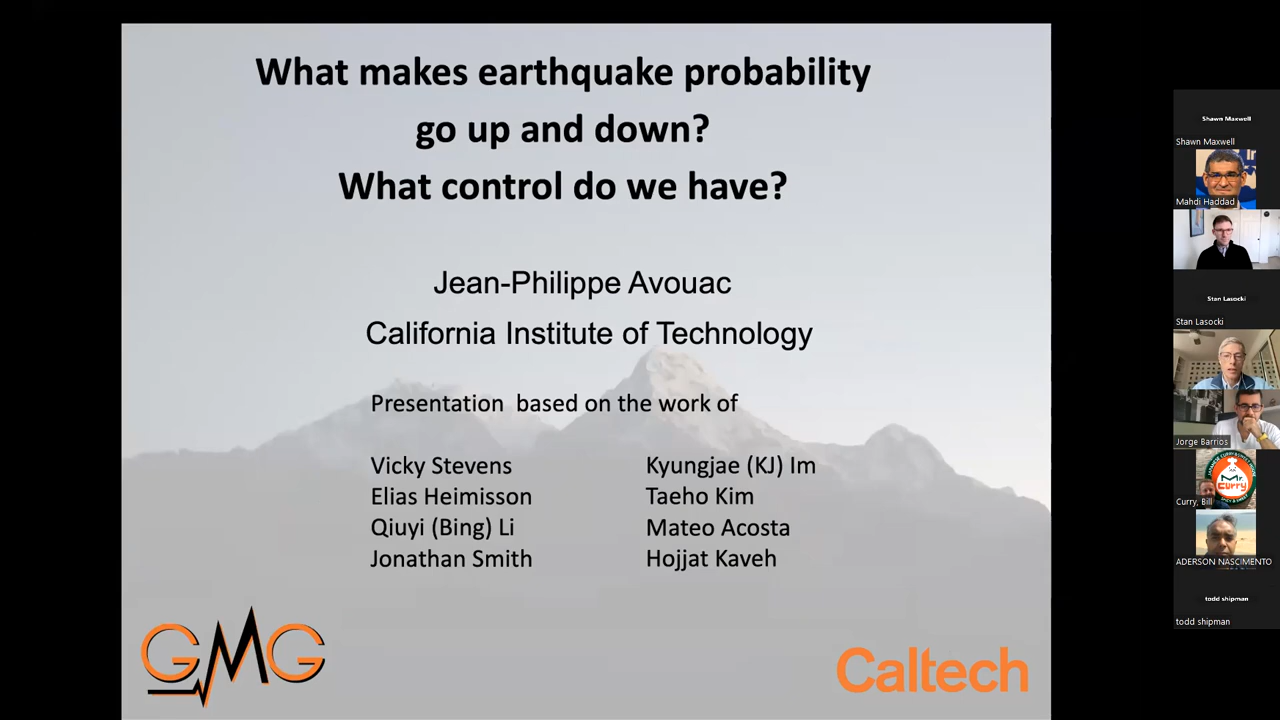 What makes earthquake probability
go up and down?
What control do we have?
Jean-Philippe Avouac
California Institute of Technology
Presentation based on the work of
Vicky Stevens
Elias Heimisson
Qiuyi (Bing) Li
Jonathan Smith
Kyungjae (KJ) Im
Taeho Kim
Mateo Acosta
Hojjat Kaveh
GMG
Caltech
Shawn Maxwell
Shawn Maxwell
Mahdi Haddad
Stan Lasocki
Stan Lasocki
Jorge Barrios
Mr.
Curry
Curry, Bill
ADERSON NASCIMENTO
todd shipman
todd shipman